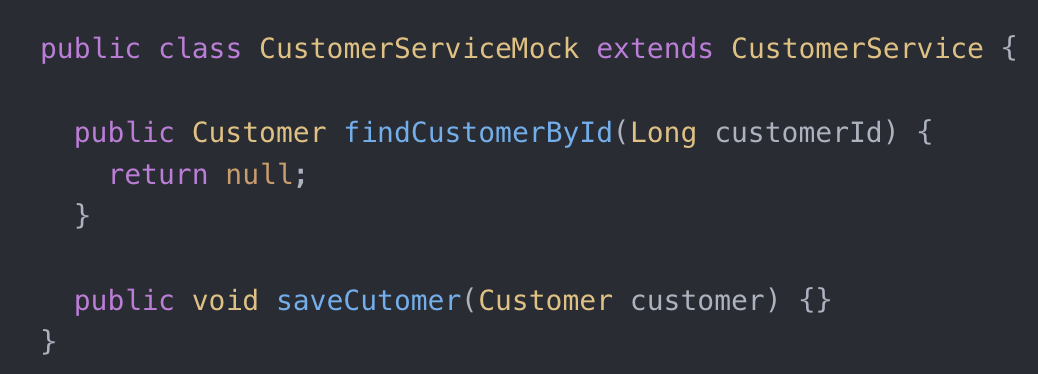 public class CustomerServiceMock extends CustomerService {
public Customer findCustomerById(Long customerId) {
return null;
}
public void saveCutomer(Customer customer) {}
}